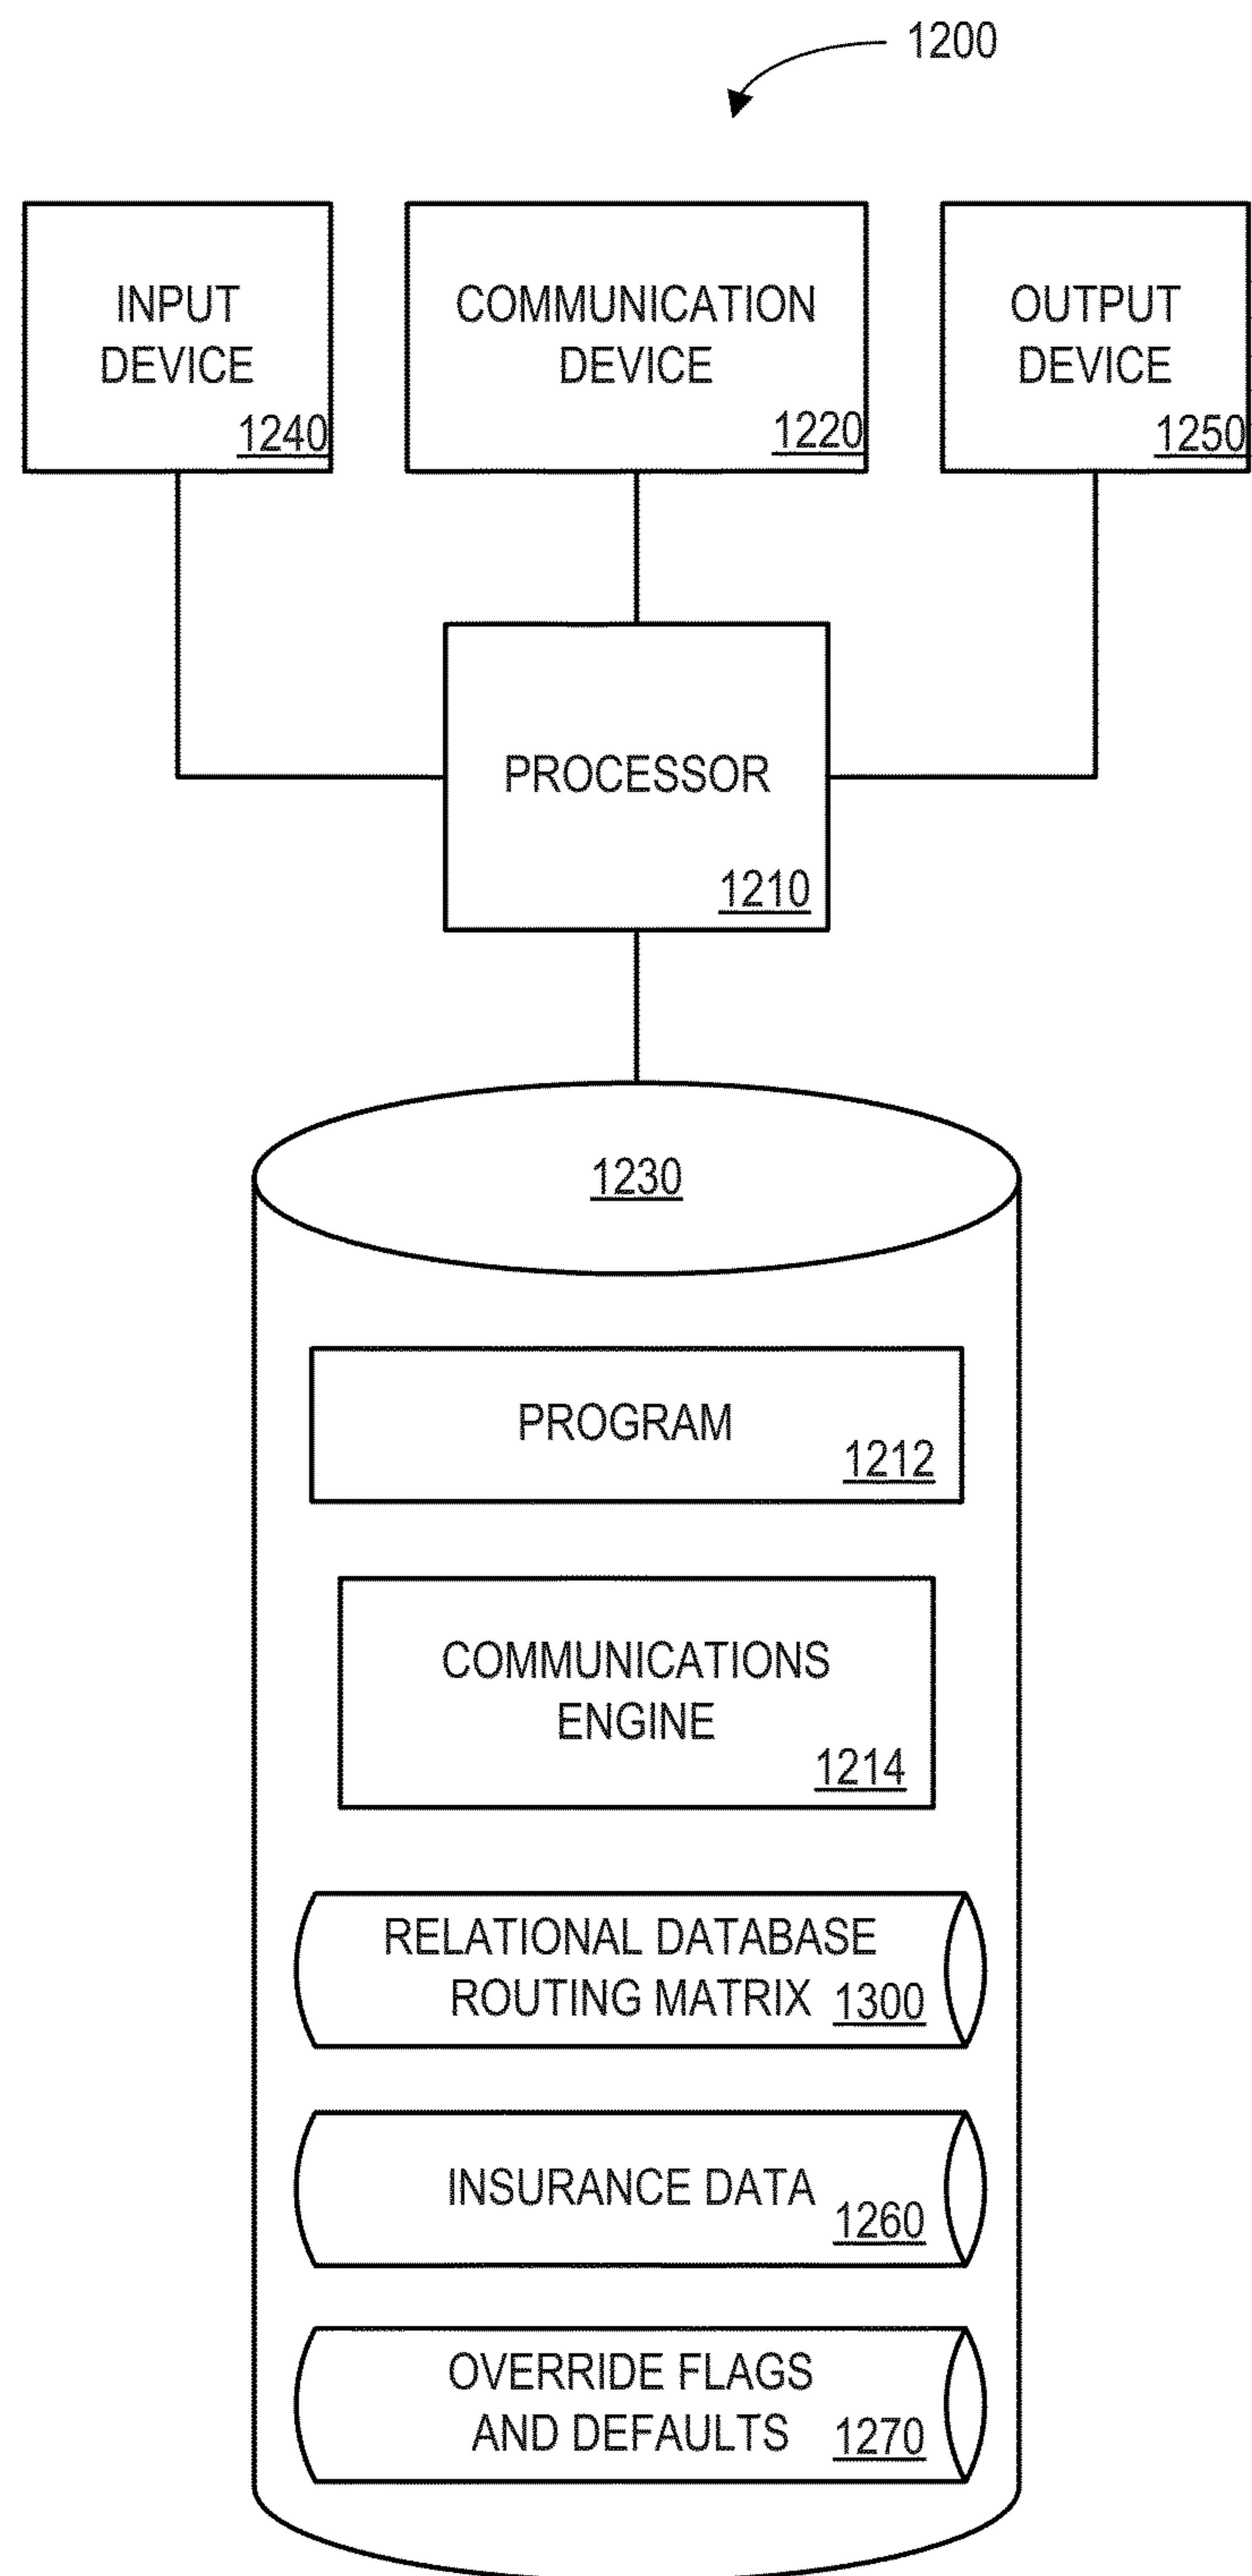 1200
INPUT
DEVICE
1240
COMMUNICATION
DEVICE
1220
OUTPUT
DEVICE
1250
PROCESSOR
1210
1230
PROGRAM
1212
COMMUNICATIONS
ENGINE
1214
RELATIONAL DATABASE
ROUTING MATRIX 1300
INSURANCE DATA
1260
OVERRIDE FLAGS
AND DEFAULTS 1270